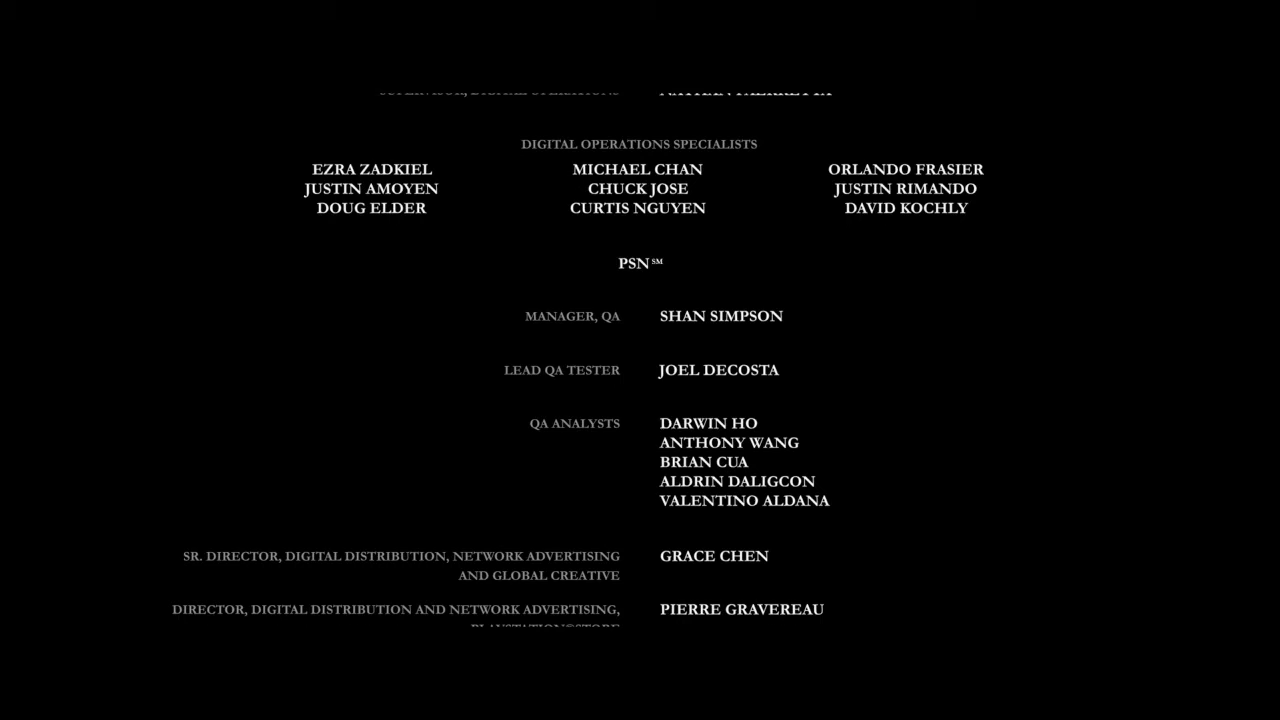 DIGITAL OPERATIONS SPECIALISTS
EZRA ZADKIEL MICHAEL CHAN ORLANDO FRASIER
JUSTIN AMOYEN CHUCK JOSE JUSTIN RIMANDO
DOUG ELDER CURTIS NGUYEN DAVID KOCHLY
PSN℠
MANAGER, QA SHAN SIMPSON
LEAD QA TESTER JOEL DECOSTA
QA ANALYSTS DARWIN HO
ANTHONY WANG
BRIAN CUA
ALDRIN DALIGCON
VALENTINO ALDANA
SR. DIRECTOR, DIGITAL DISTRIBUTION, NETWORK ADVERTISING GRACE CHEN
AND GLOBAL CREATIVE
DIRECTOR, DIGITAL DISTRIBUTION AND NETWORK ADVERTISING, PIERRE GRAVEREAU